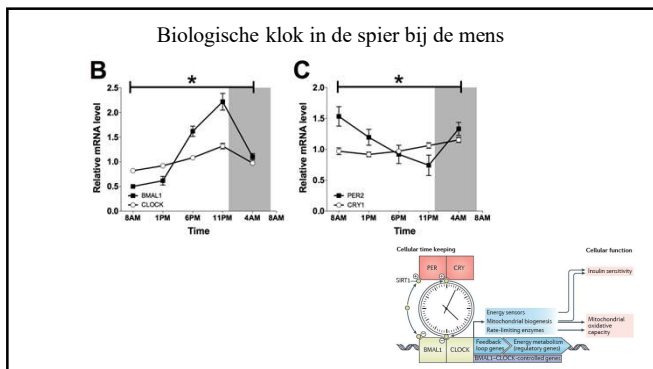 Biologische klok in de spier bij de mens
B
*
Relative mRNA level
2.5
2.0
1.5
1.0
0.5
0.0
BMAL1
CLOCK
8AM 1PM 6PM 11PM 4AM 8AM
Time
C
*
Relative mRNA level
2.0
1.5
1.0
0.5
0.0
PER2
CRY1
8AM 1PM 6PM 11PM 4AM 8AM
Time
Cellular time keeping
Cellular function
PER CRY
SIRT1
Insulin sensitivity
Energy sensors
Mitochondrial biogenesis
Rate-limiting enzymes
Mitochondrial
oxidative
capacity
BMAL1 CLOCK
Feedback
loop genes
Energy metabolism
(regulatory genes)
BMAL1–CLOCK-controlled genes